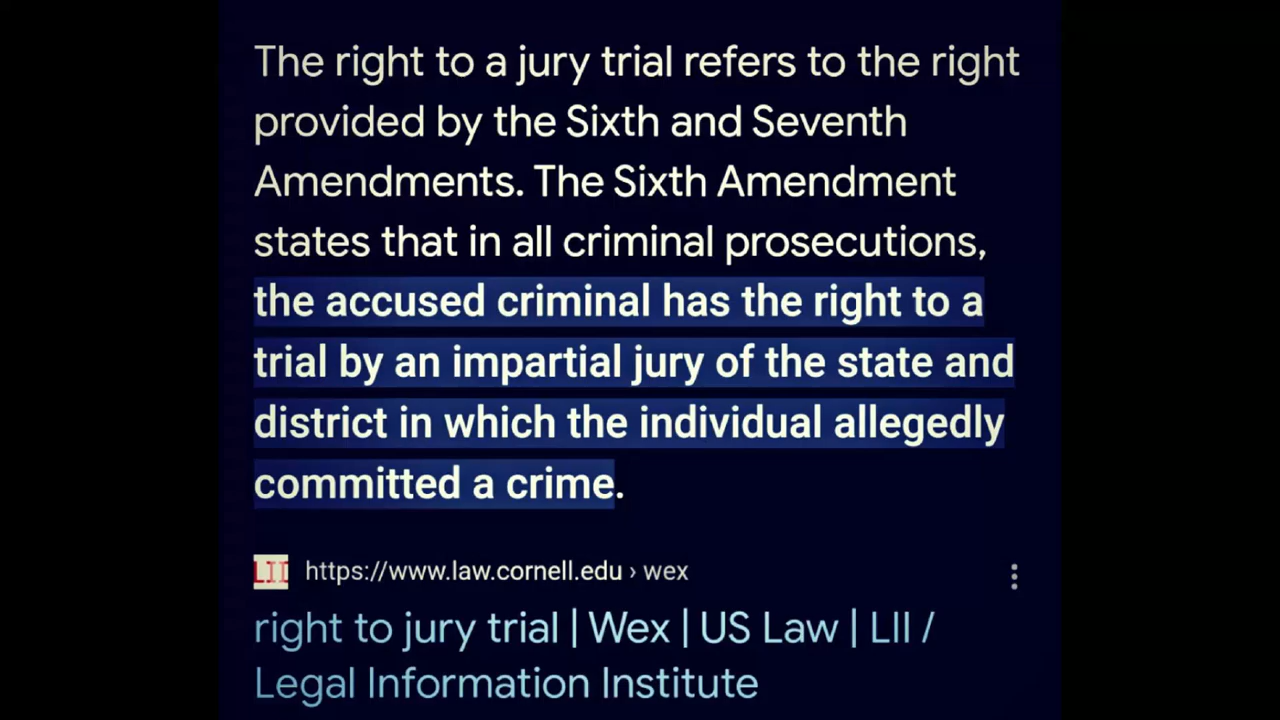 The right to a jury trial refers to the right
provided by the Sixth and Seventh
Amendments. The Sixth Amendment
states that in all criminal prosecutions,
the accused criminal has the right to a
trial by an impartial jury of the state and
district in which the individual allegedly
committed a crime.
LII https://www.law.cornell.edu › wex
right to jury trial | Wex | US Law | LII /
Legal Information Institute